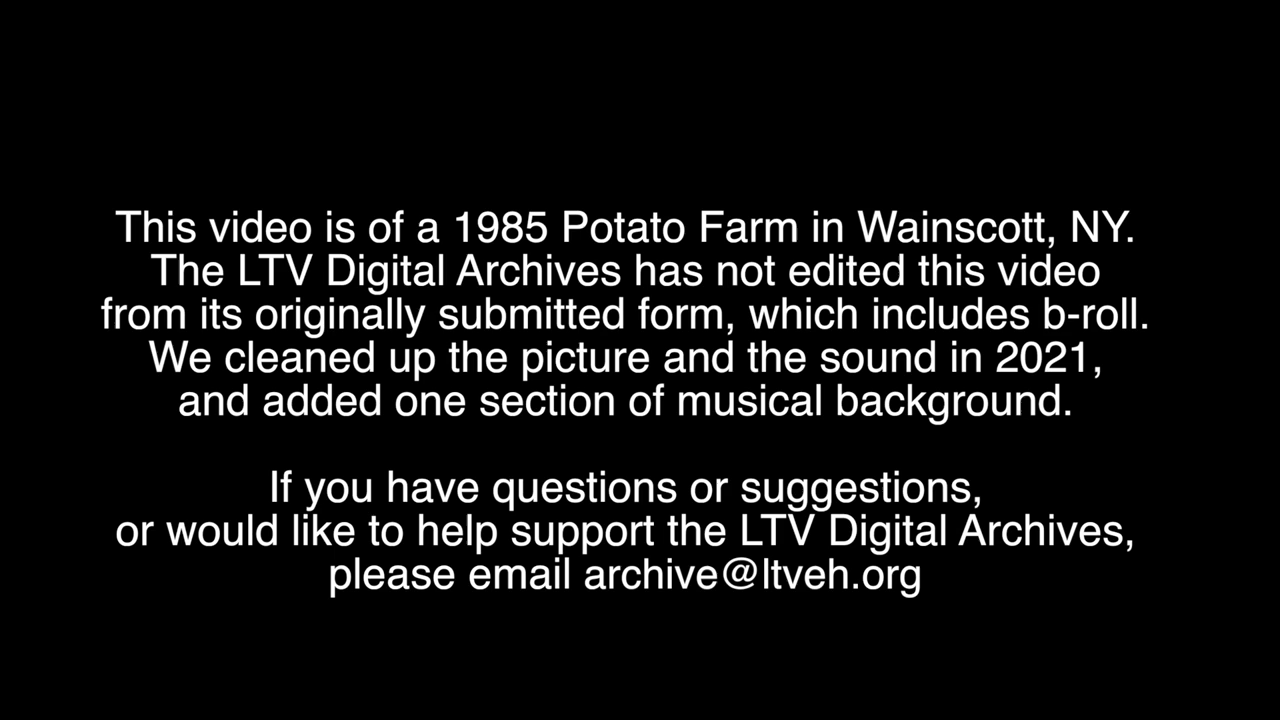 This video is of a 1985 Potato Farm in Wainscott, NY.
The LTV Digital Archives has not edited this video
from its originally submitted form, which includes b-roll.
We cleaned up the picture and the sound in 2021,
and added one section of musical background.
If you have questions or suggestions,
or would like to help support the LTV Digital Archives,
please email archive@ltveh.org